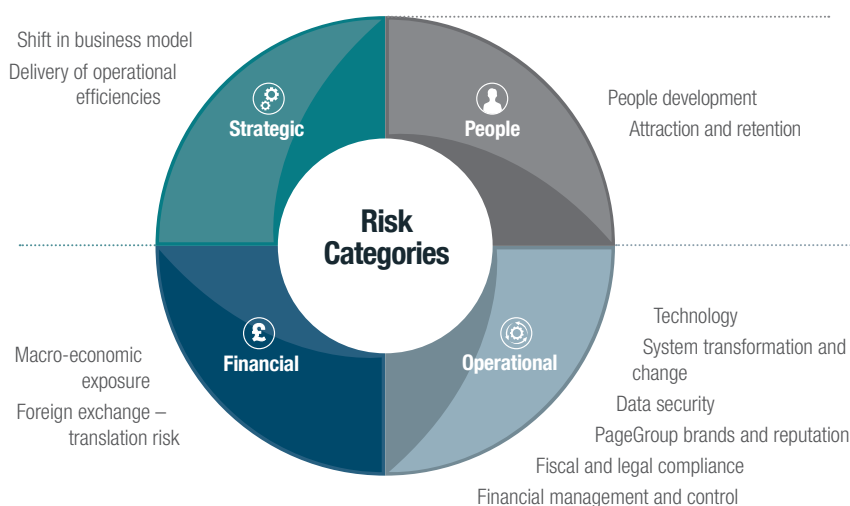 Shift in business model
Delivery of operational
efficiencies
Strategic
People
People development
Attraction and retention
Risk
Categories
Macro-economic
exposure
Foreign exchange –
translation risk
£
Financial
Operational
Technology
System transformation and
change
Data security
PageGroup brands and reputation
Fiscal and legal compliance
Financial management and control